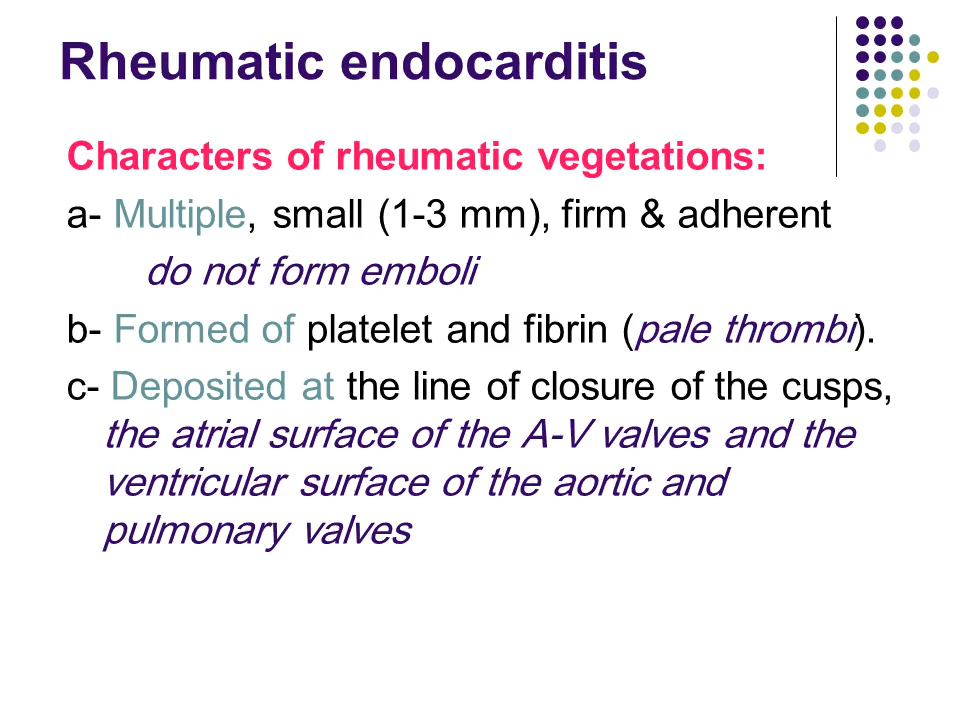 Rheumatic endocarditis
Characters of rheumatic vegetations:
a- Multiple, small (1-3 mm), firm & adherent
do not form emboli
b- Formed of platelet and fibrin (pale thrombi).
c- Deposited at the line of closure of the cusps,
the atrial surface of the A-V valves and the
ventricular surface of the aortic and
pulmonary valves